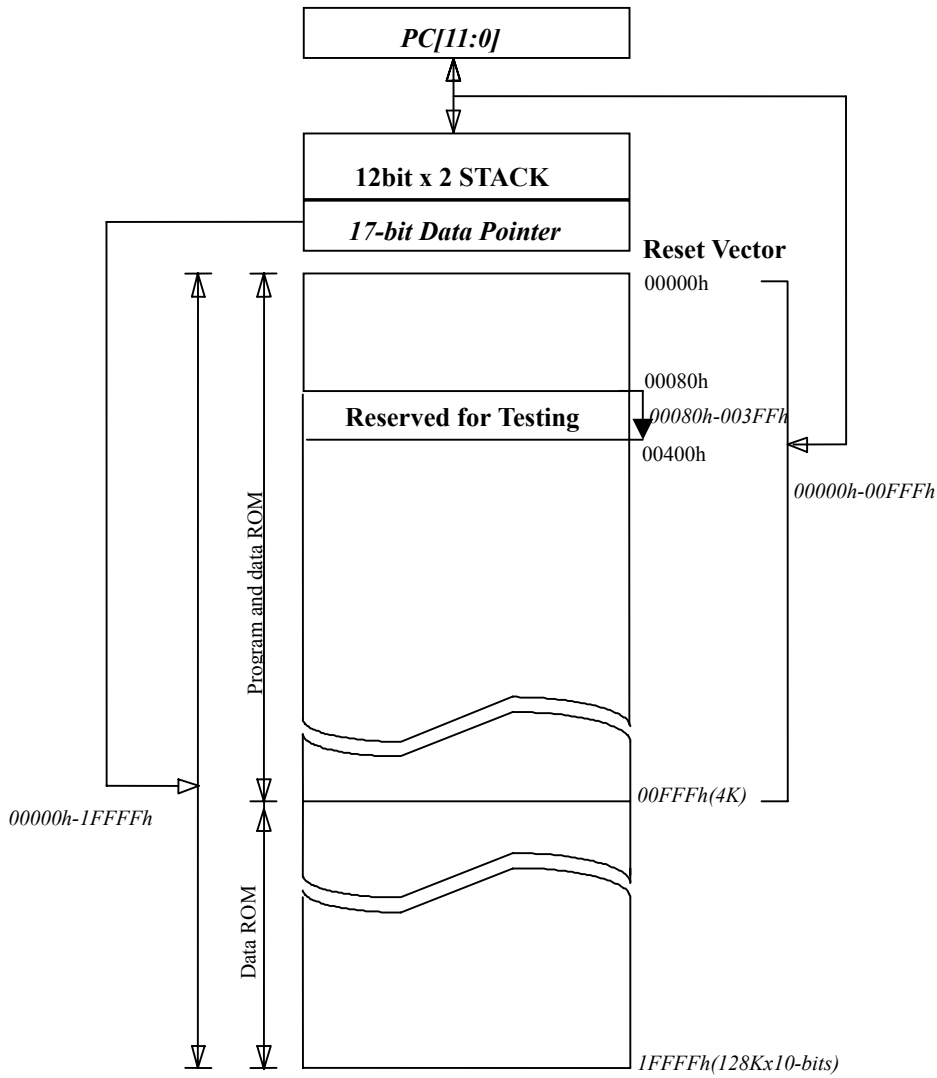 PC[11:0]
12bit x 2 STACK
17-bit Data Pointer
Reset Vector
00000h
00080h
Reserved for Testing
00080h-003FFh
00400h
00000h-00FFFh
Program and data ROM
00FFFh(4K)
00000h-1FFFFh
Data ROM
1FFFFh(128Kx10-bits)